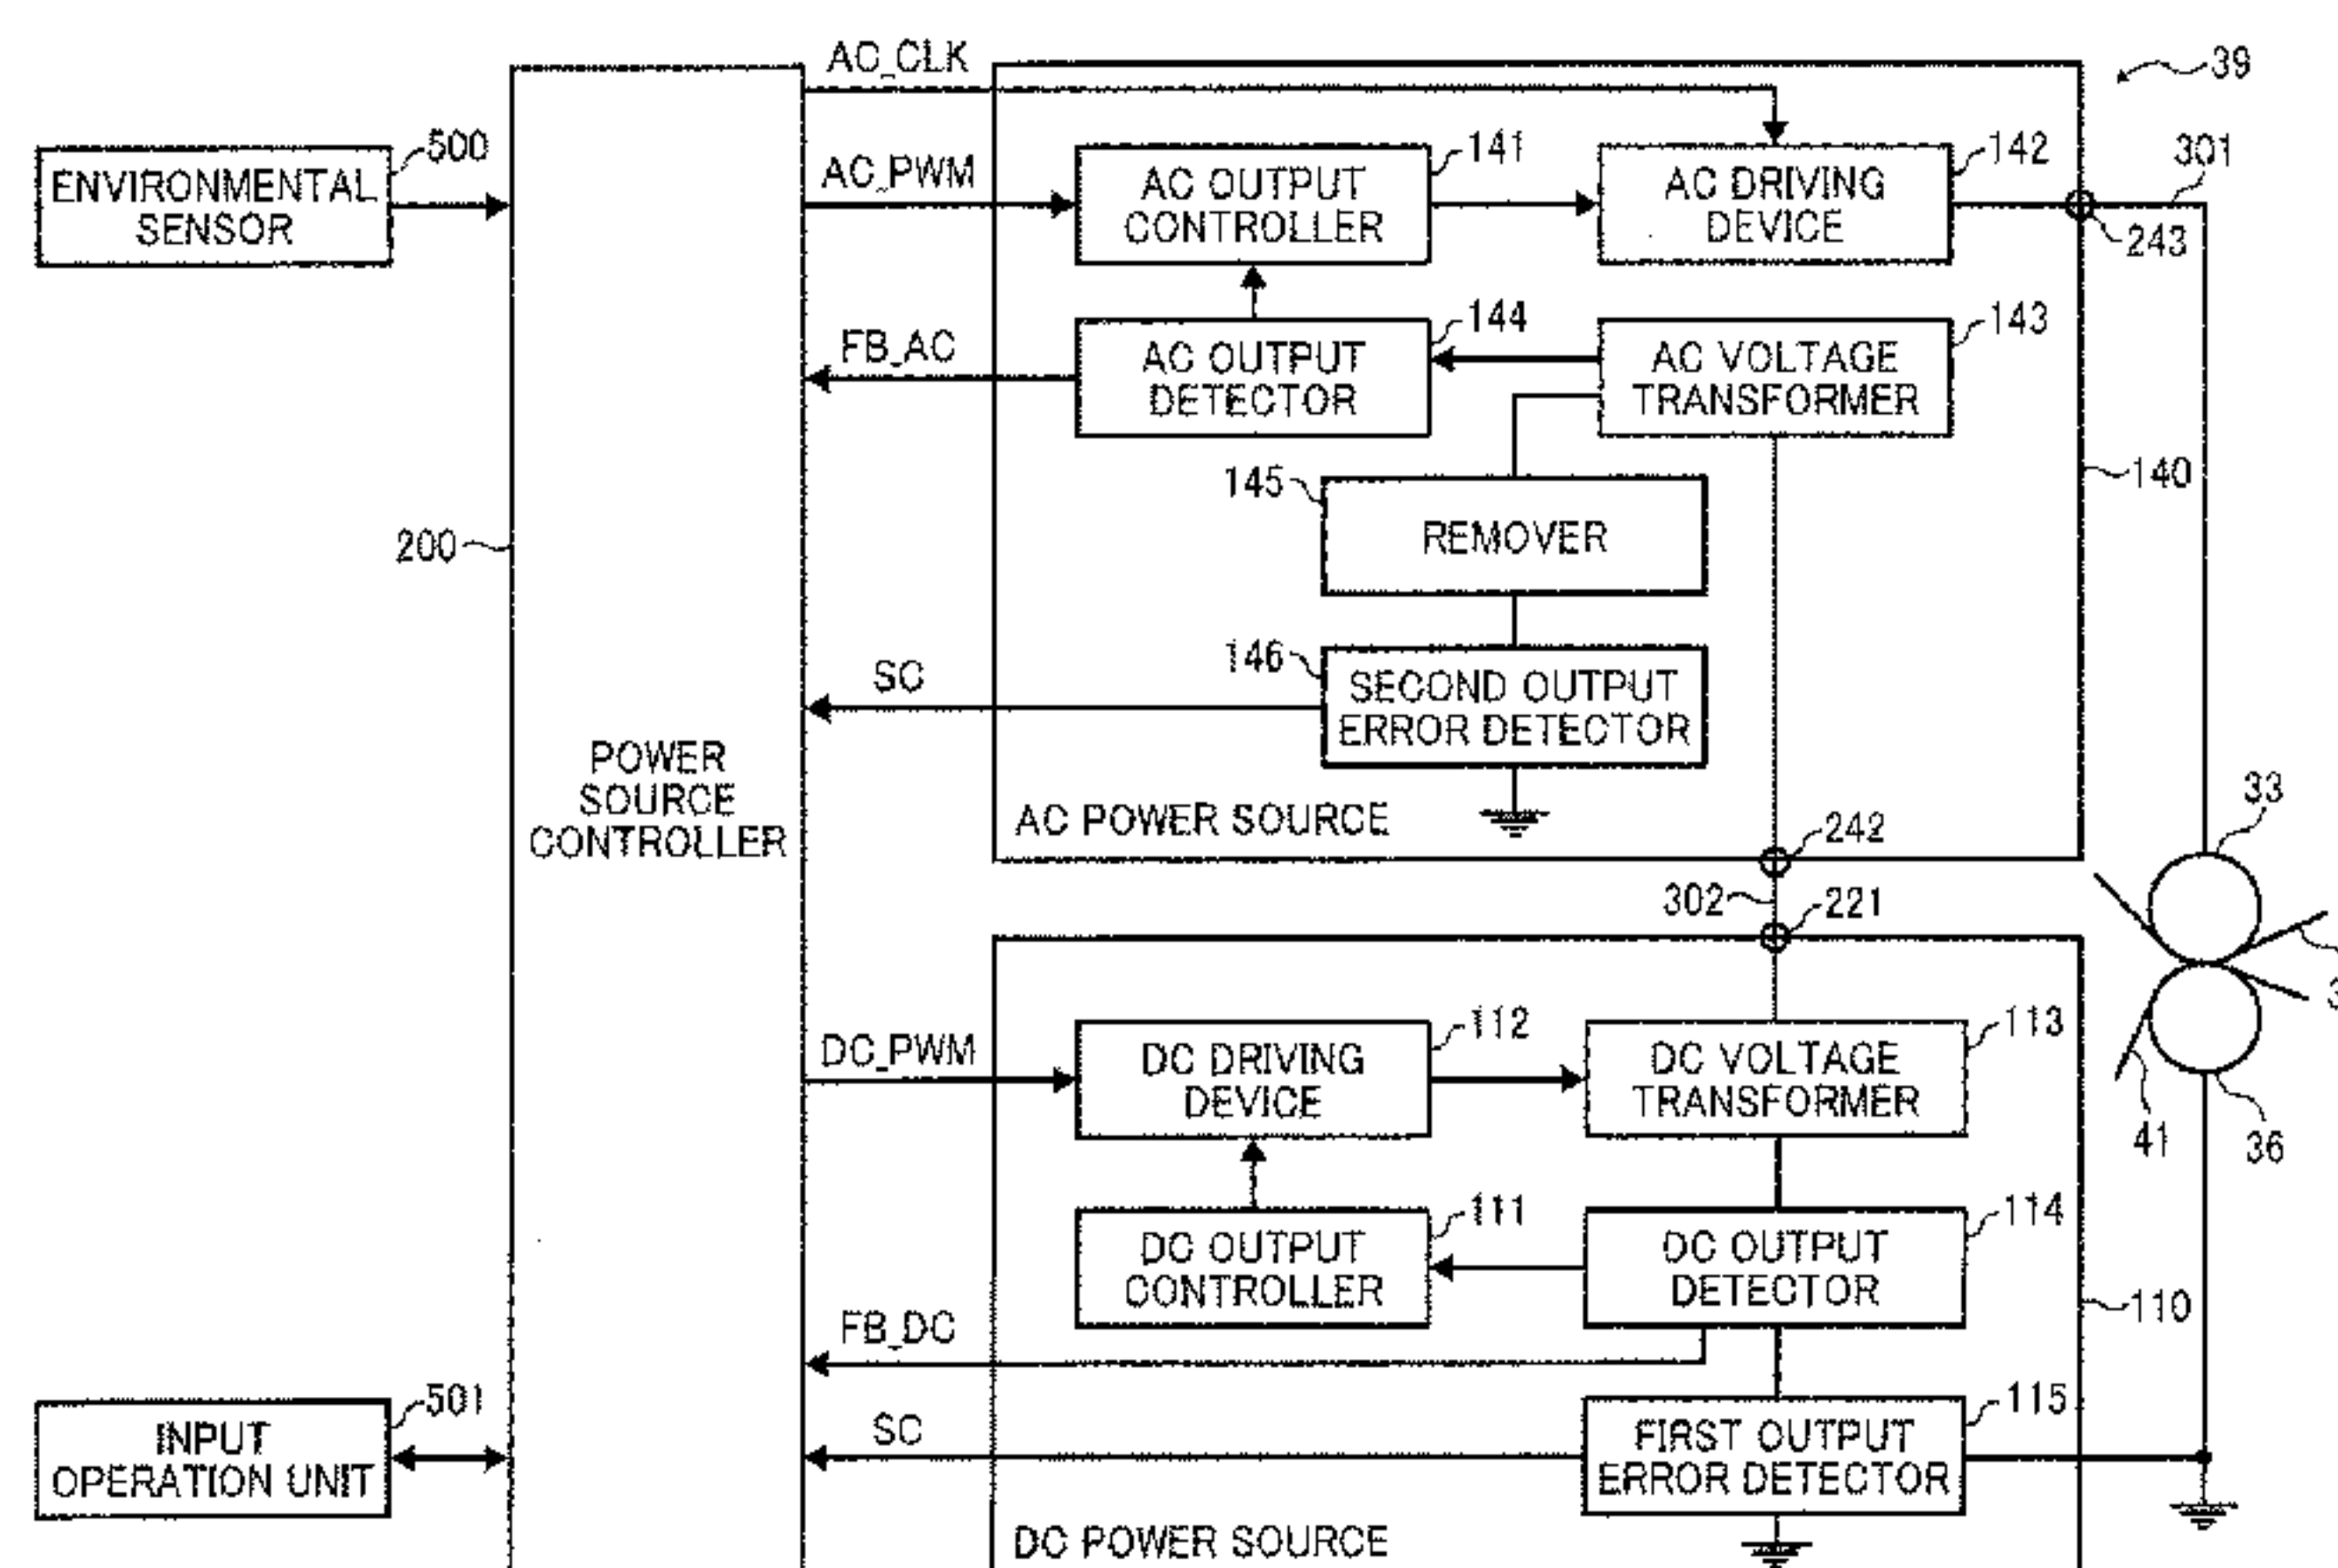 AC_CLK
39
500
ENVIRONMENTAL
SENSOR
AC_PWM
141
AC OUTPUT
CONTROLLER
142
AC DRIVING
DEVICE
301
243
FB_AC
144
AC OUTPUT
DETECTOR
143
AC VOLTAGE
TRANSFORMER
140
145
REMOVER
200
146
SECOND OUTPUT
ERROR DETECTOR
SC
POWER
SOURCE
CONTROLLER
AC POWER SOURCE
242
302
221
33
DC_PWM
112
DC DRIVING
DEVICE
113
DC VOLTAGE
TRANSFORMER
41
36
111
DC OUTPUT
CONTROLLER
114
DC OUTPUT
DETECTOR
110
FB_DC
501
INPUT
OPERATION UNIT
SC
115
FIRST OUTPUT
ERROR DETECTOR
DC POWER SOURCE